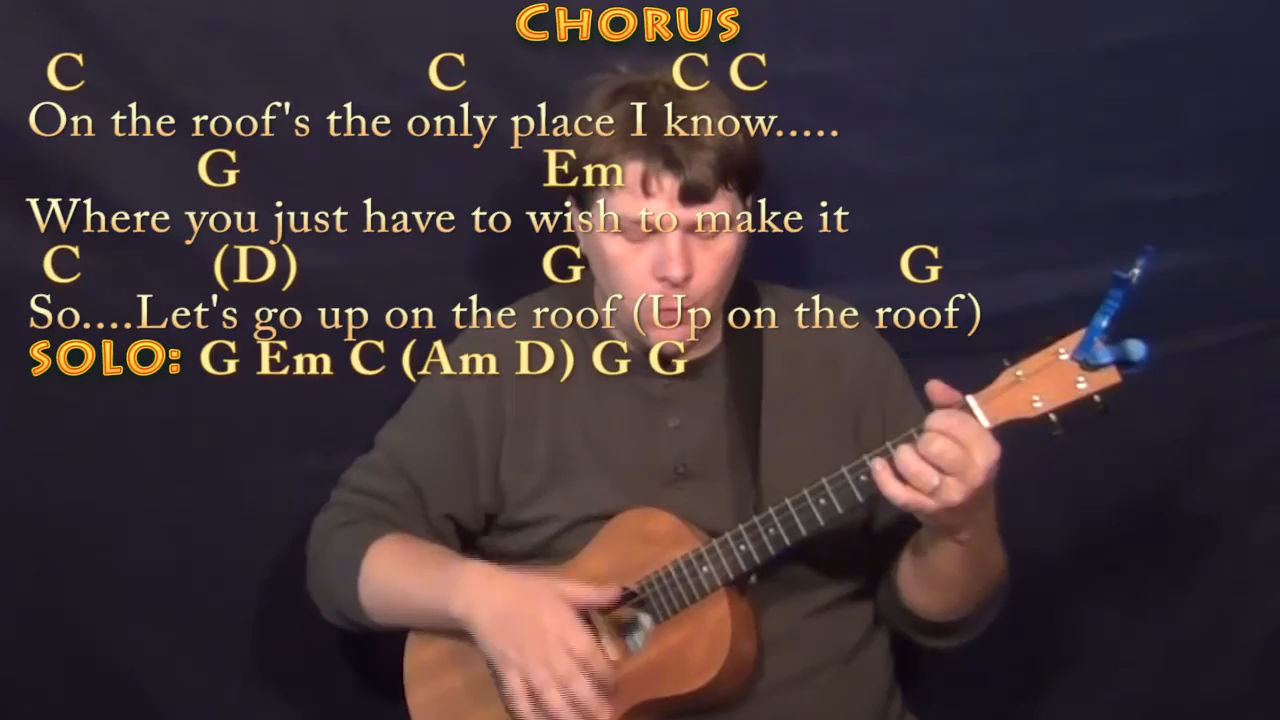 CHORUS
C C C C
On the roof's the only place I know.....
G Em
Where you just have to wish to make it
C (D) G G
So....Let's go up on the roof (Up on the roof)
SOLO: G Em C (Am D) G G